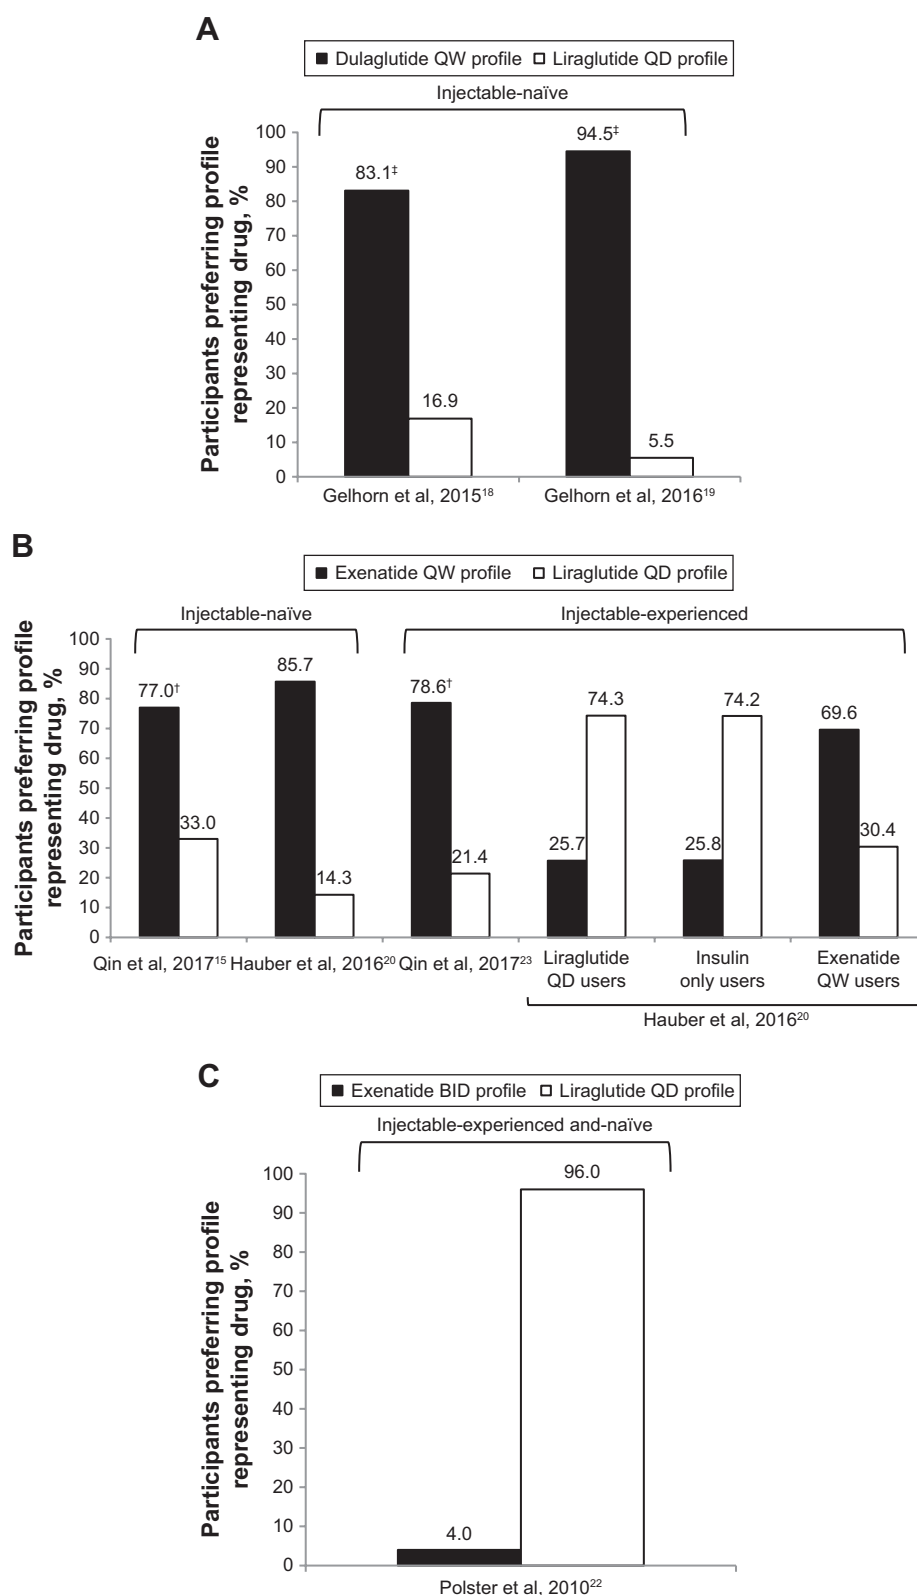 A
■ Dulaglutide QW profile □ Liraglutide QD profile
Injectable-naïve
Participants preferring profile
representing drug, %
100
90
80
70
60
50
40
30
20
10
0
83.1‡
16.9
94.5‡
5.5
Gelhorn et al, 2015¹⁸
Gelhorn et al, 2016¹⁹
B
■ Exenatide QW profile □ Liraglutide QD profile
Injectable-naïve
Injectable-experienced
Participants preferring profile
representing drug, %
100
90
80
70
60
50
40
30
20
10
0
77.0†
33.0
85.7
14.3
78.6†
21.4
25.7
74.3
25.8
74.2
69.6
30.4
Qin et al, 2017¹⁵
Hauber et al, 2016²⁰
Qin et al, 2017²³
Liraglutide
QD users
Insulin
only users
Exenatide
QW users
Hauber et al, 2016²⁰
C
■ Exenatide BID profile □ Liraglutide QD profile
Injectable-experienced and-naïve
Participants preferring profile
representing drug, %
100
90
80
70
60
50
40
30
20
10
0
4.0
96.0
Polster et al, 2010²²